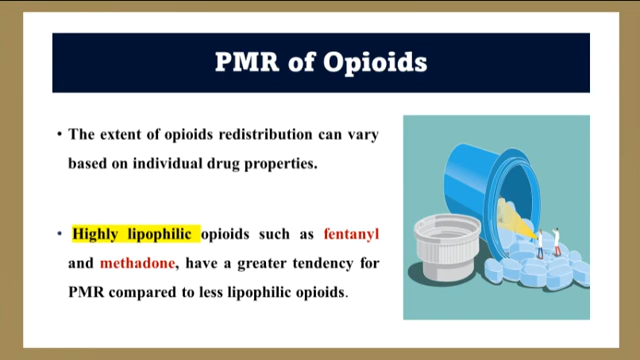 PMR of Opioids
• The extent of opioids redistribution can vary
based on individual drug properties.
• Highly lipophilic opioids such as fentanyl
and methadone, have a greater tendency for
PMR compared to less lipophilic opioids.